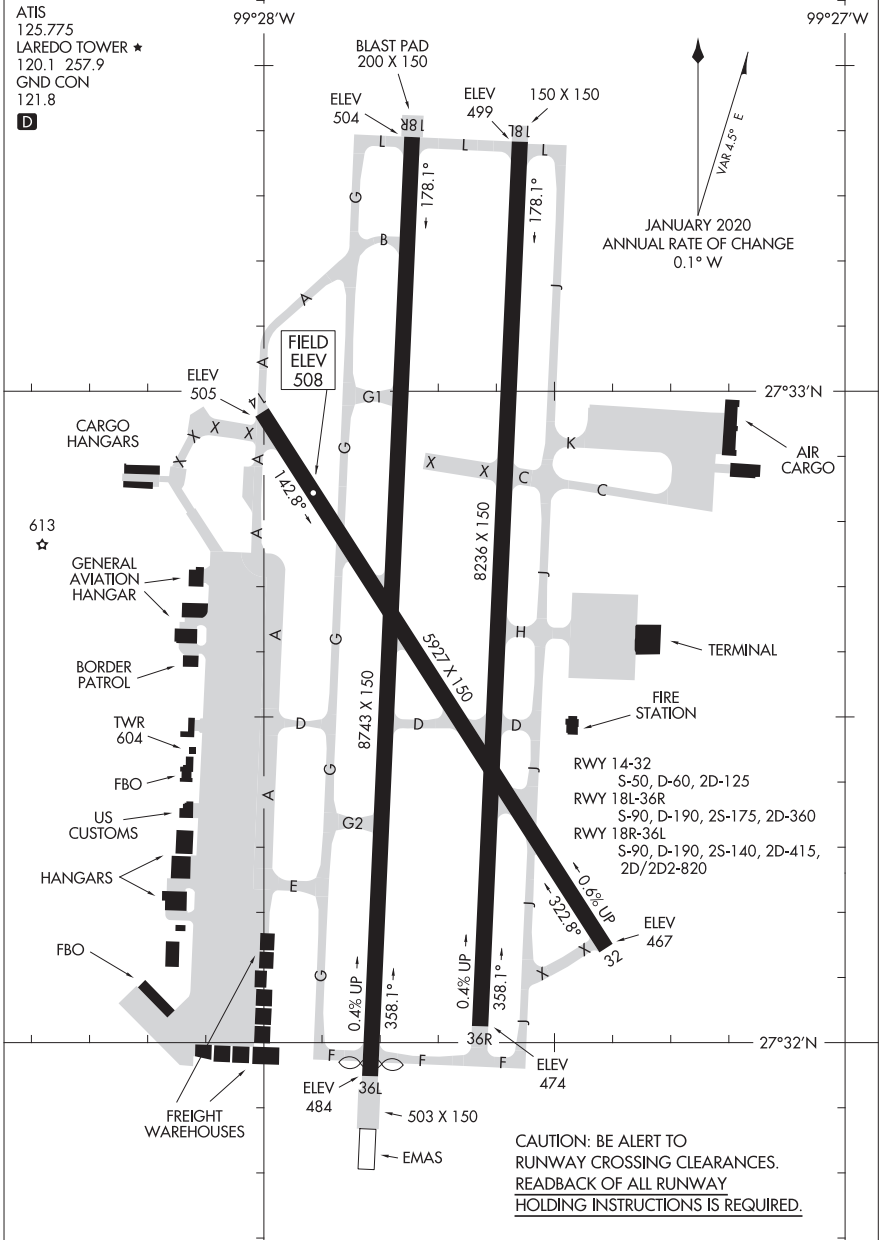 ATIS
125.775
LAREDO TOWER ★
120.1 257.9
GND CON
121.8
D
99°28'W
99°27'W
BLAST PAD
200 X 150
ELEV
504
ELEV
499
150 X 150
18R
18L
L
L
L
178.1°
178.1°
VAR 4.5° E
JANUARY 2020
ANNUAL RATE OF CHANGE
0.1° W
G
B
A
J
FIELD
ELEV
508
ELEV
505
14
A
G1
27°33'N
CARGO
HANGARS
X
X
X
A
G
X
X
C
K
C
AIR
CARGO
142.8°
613
A
8236 X 150
GENERAL
AVIATION
HANGAR
J
A
G
H
5927 X 150
TERMINAL
BORDER
PATROL
8743 X 150
FIRE
STATION
TWR
604
D
D
D
FBO
G
J
RWY 14-32
S-50, D-60, 2D-125
RWY 18L-36R
S-90, D-190, 2S-175, 2D-360
RWY 18R-36L
S-90, D-190, 2S-140, 2D-415,
2D/2D2-820
A
US
CUSTOMS
G2
HANGARS
E
J
0.6% UP
322.8°
ELEV
467
32
X
X
FBO
G
0.4% UP
358.1°
0.4% UP
358.1°
J
36R
27°32'N
F
F
F
ELEV
474
ELEV
484
36L
503 X 150
FREIGHT
WAREHOUSES
EMAS
CAUTION: BE ALERT TO
RUNWAY CROSSING CLEARANCES.
READBACK OF ALL RUNWAY
HOLDING INSTRUCTIONS IS REQUIRED.